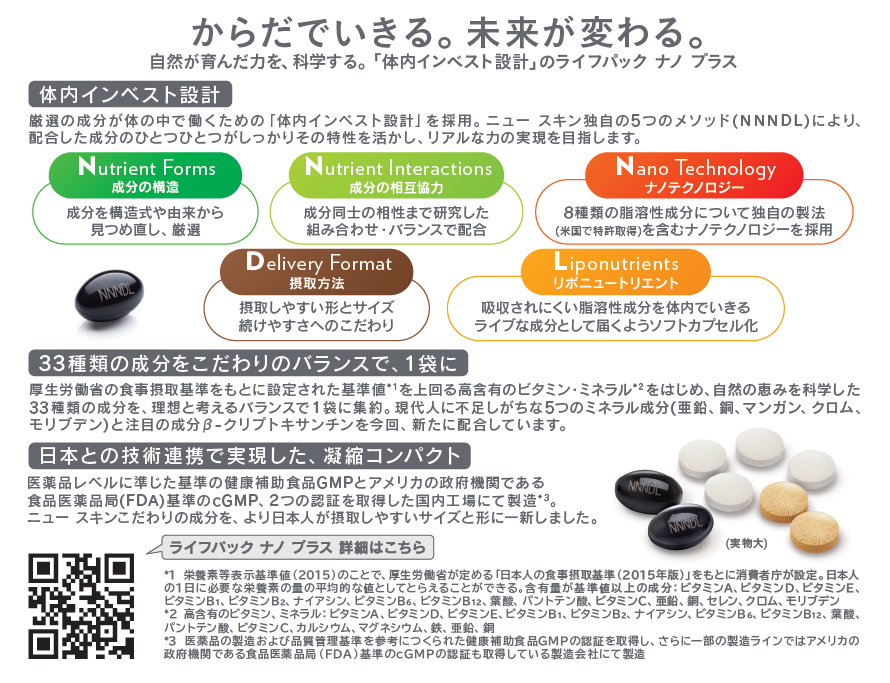 からだでいきる。未来が変わる。
自然が育んだ力を、科学する。「体内インベスト設計」のライフパック ナノ プラス
体内インベスト設計
厳選の成分が体の中で働くための「体内インベスト設計」を採用。ニュー スキン独自の5つのメソッド(NNNDL)により、
配合した成分のひとつひとつがしっかりその特性を活かし、リアルな力の実現を目指します。
Nutrient Forms
成分の構造
成分を構造式や由来から
見つめ直し、厳選
Nutrient Interactions
成分の相互協力
成分同士の相性まで研究した
組み合わせ・バランスで配合
Nano Technology
ナノテクノロジー
8種類の脂溶性成分について独自の製法
(米国で特許取得)を含むナノテクノロジーを採用
NNNDL
Delivery Format
摂取方法
摂取しやすい形とサイズ
続けやすさへのこだわり
Liponutrients
リポニュートリエント
吸収されにくい脂溶性成分を体内でいきる
ライブな成分として届くようソフトカプセル化
33種類の成分をこだわりのバランスで、1袋に
厚生労働省の食事摂取基準をもとに設定された基準値*1を上回る高含有のビタミン・ミネラル*2をはじめ、自然の恵みを科学した
33種類の成分を、理想と考えるバランスで1袋に集約。現代人に不足しがちな5つのミネラル成分(亜鉛、銅、マンガン、クロム、
モリブデン)と注目の成分β-クリプトキサンチンを今回、新たに配合しています。
日本との技術連携で実現した、凝縮コンパクト
医薬品レベルに準じた基準の健康補助食品GMPとアメリカの政府機関である
食品医薬品局(FDA)基準のcGMP、2つの認証を取得した国内工場にて製造*3。
ニュー スキンこだわりの成分を、より日本人が摂取しやすいサイズと形に一新しました。
NNNDL
NNNDL
(実物大)
ライフパック ナノ プラス 詳細はこちら
*1 栄養素等表示基準値(2015)のことで、厚生労働省が定める「日本人の食事摂取基準(2015年版)」をもとに消費者庁が設定。日本人
の1日に必要な栄養素の量の平均的な値としてとらえることができる。含有量が基準値以上の成分:ビタミンA、ビタミンD、ビタミンE、
ビタミンB1、ビタミンB2、ナイアシン、ビタミンB6、ビタミンB12、葉酸、パントテン酸、ビタミンC、亜鉛、銅、セレン、クロム、モリブデン
*2 高含有のビタミン、ミネラル:ビタミンA、ビタミンD、ビタミンE、ビタミンB1、ビタミンB2、ナイアシン、ビタミンB6、ビタミンB12、葉酸、
パントテン酸、ビタミンC、カルシウム、マグネシウム、鉄、亜鉛、銅
*3 医薬品の製造および品質管理基準を参考につくられた健康補助食品GMPの認証を取得し、さらに一部の製造ラインではアメリカの
政府機関である食品医薬品局(FDA)基準のcGMPの認証も取得している製造会社にて製造